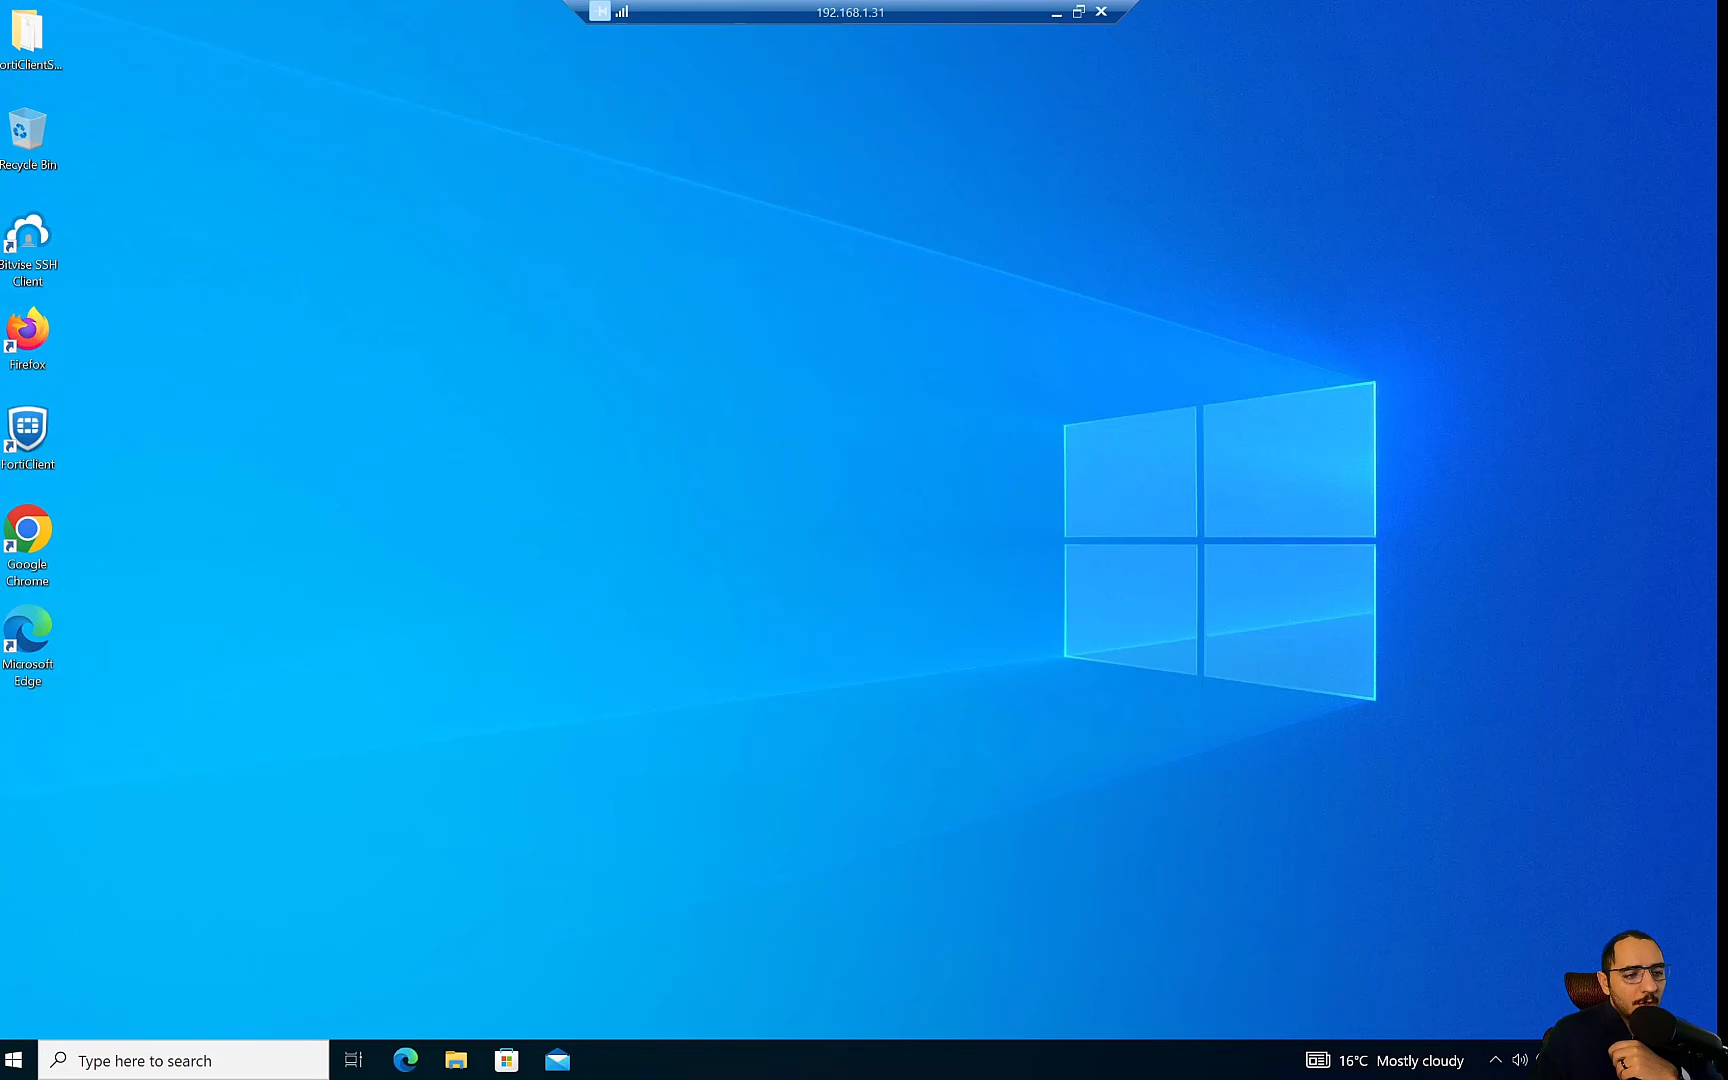 192.168.1.31
ortiClientS...
Recycle Bin
Bitvise SSH
Client
Firefox
FortiClient
Google
Chrome
Microsoft
Edge
Type here to search
16°C Mostly cloudy